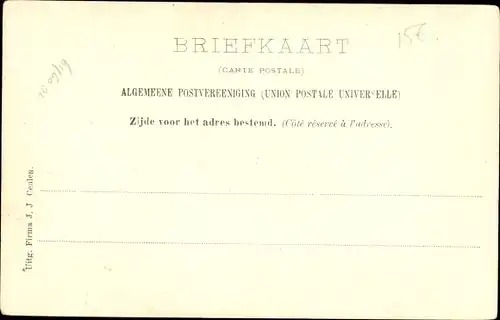 BRIEFKAART
(CARTE POSTALE)
ALGEMEENE POSTVEREENIGING (UNION POSTALE UNIVERSELLE)
Zijde voor het adres bestemd. (Côté réservé à l'adresse).
15€
Uitg. Firma J. J. Ceulen.